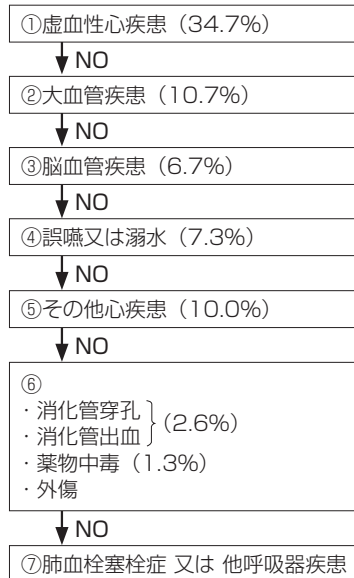 ①虚血性心疾患（34.7%）
NO
②大血管疾患（10.7%）
NO
③脳血管疾患（6.7%）
NO
④誤嚥又は溺水（7.3%）
NO
⑤その他心疾患（10.0%）
NO
⑥
・消化管穿孔
・消化管出血
（2.6%）
・薬物中毒（1.3%）
・外傷
NO
⑦肺血栓塞栓症 又は 他呼吸器疾患